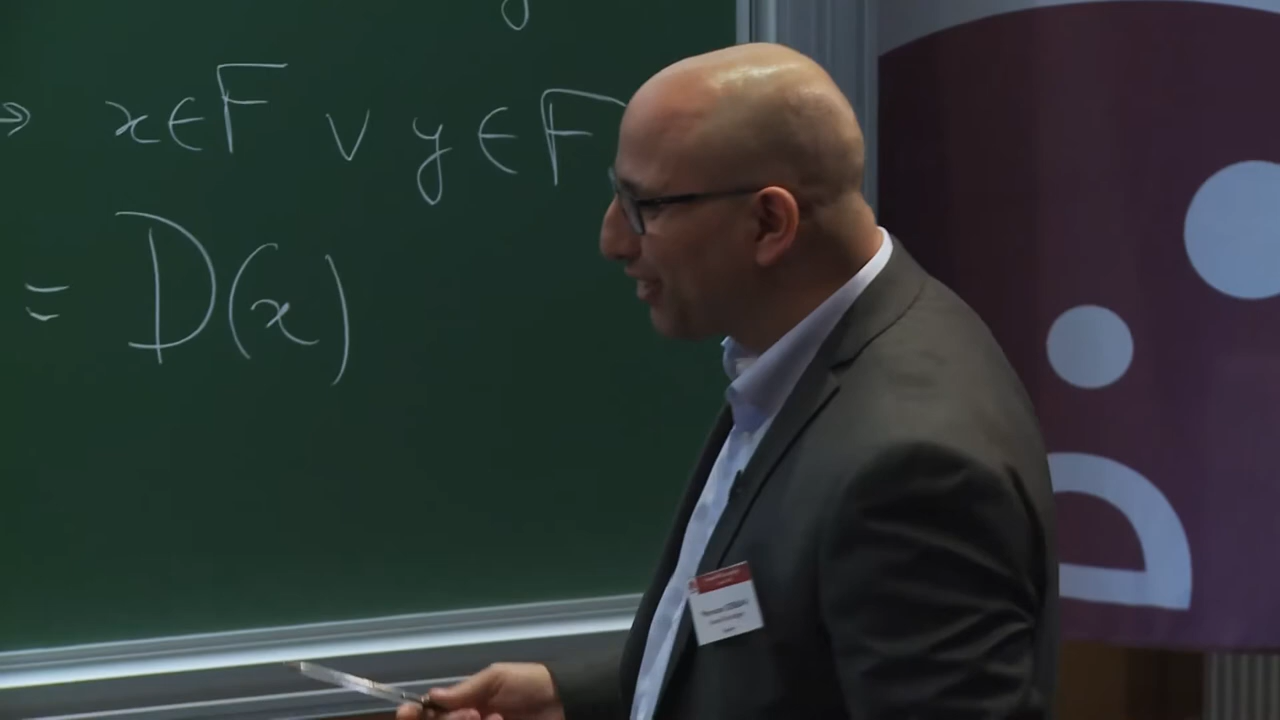 ⇒ x ∈ F ∨ y ∈ F
= D(x)